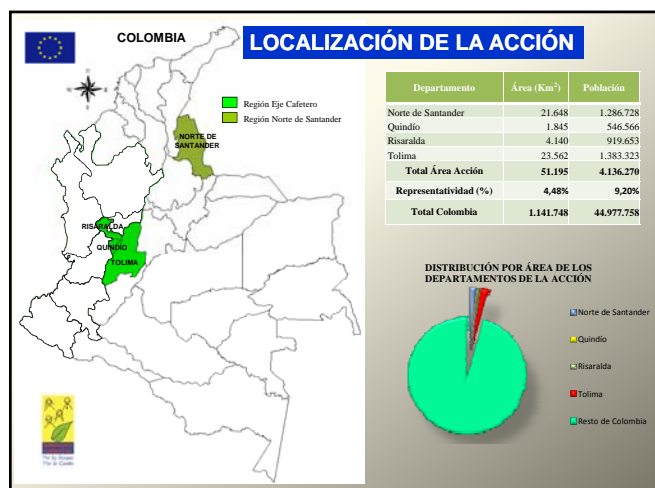 COLOMBIA
LOCALIZACIÓN DE LA ACCIÓN
Región Eje Cafetero
Región Norte de Santander
NORTE DE
SANTANDER
RISARALDA
QUINDÍO
TOLIMA
Departamento Área (Km²) Población
Norte de Santander 21.648 1.286.728
Quindío 1.845 546.566
Risaralda 4.140 919.653
Tolima 23.562 1.383.323
Total Área Acción 51.195 4.136.270
Representatividad (%) 4,48% 9,20%
Total Colombia 1.141.748 44.977.758
DISTRIBUCIÓN POR ÁREA DE LOS
DEPARTAMENTOS DE LA ACCIÓN
Norte de Santander
Quindío
Risaralda
Tolima
Resto de Colombia